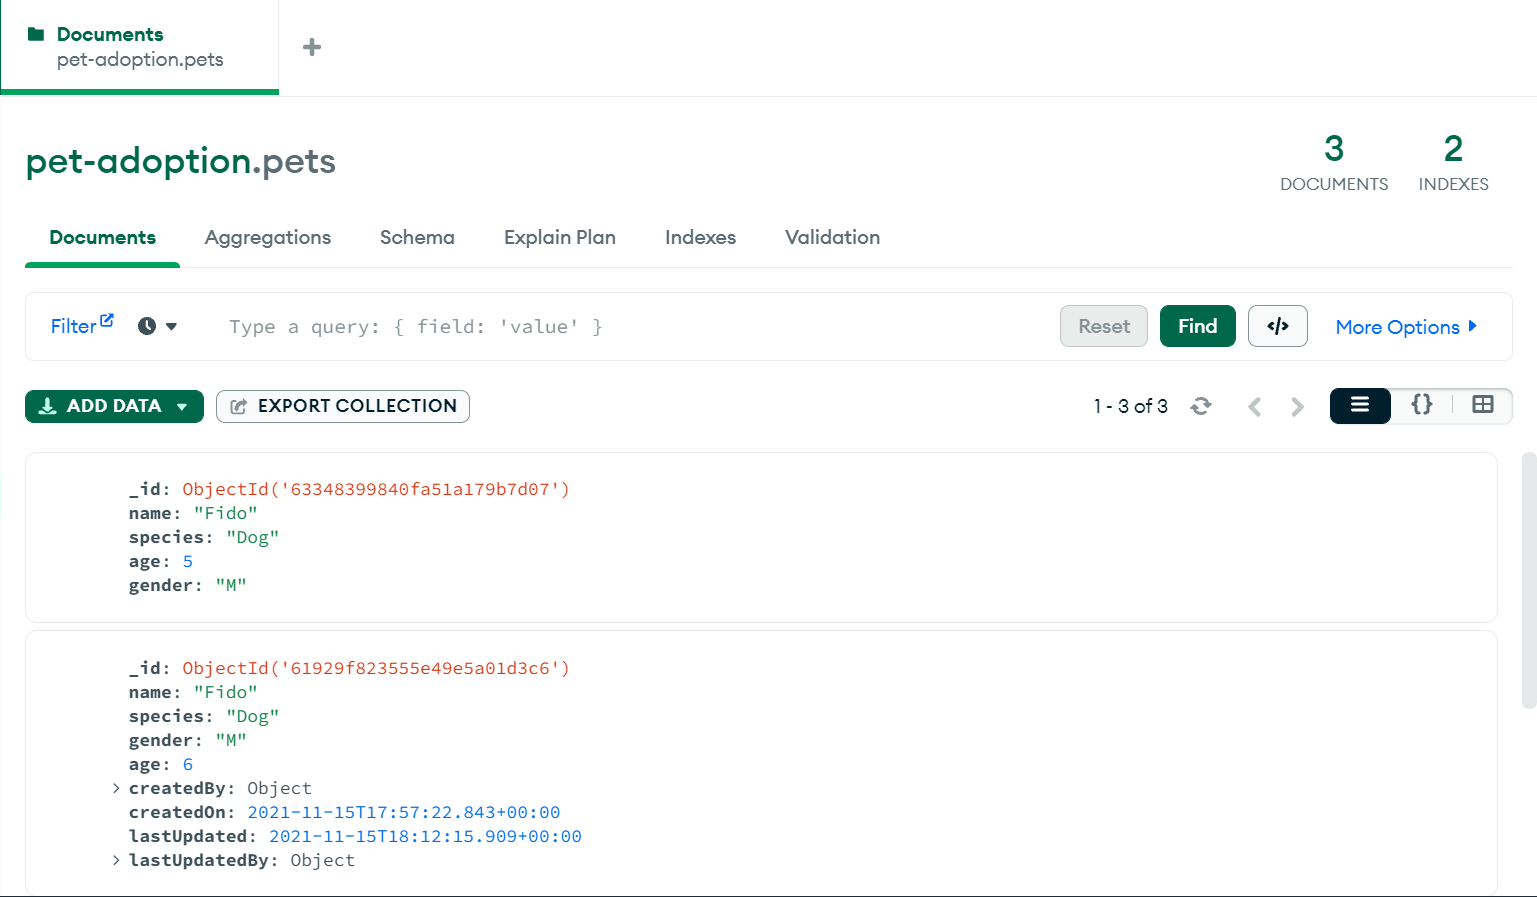 Documents
pet-adoption.pets
pet-adoption.pets
3
DOCUMENTS
2
INDEXES
Documents Aggregations Schema Explain Plan Indexes Validation
Filter Type a query: { field: 'value' } Reset Find </> More Options
ADD DATA EXPORT COLLECTION 1 - 3 of 3 {}
_id: ObjectId('63348399840fa51a179b7d07')
name: "Fido"
species: "Dog"
age: 5
gender: "M"
_id: ObjectId('61929f823555e49e5a01d3c6')
name: "Fido"
species: "Dog"
gender: "M"
age: 6
createdBy: Object
createdOn: 2021-11-15T17:57:22.843+00:00
lastUpdated: 2021-11-15T18:12:15.909+00:00
lastUpdatedBy: Object